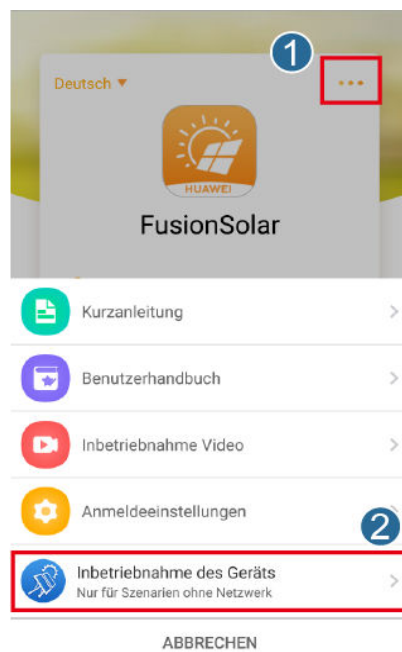 1
Deutsch
HUAWEI
FusionSolar
Kurzanleitung
Benutzerhandbuch
Inbetriebnahme Video
Anmeldeeinstellungen
2
Inbetriebnahme des Geräts
Nur für Szenarien ohne Netzwerk
ABBRECHEN